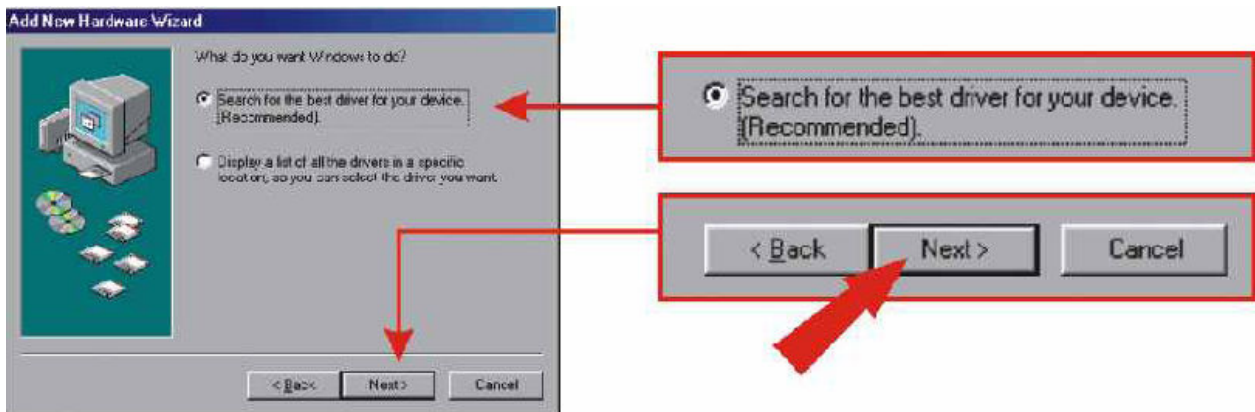 Add New Hardware Wizard
What do you want Windows to do?
Search for the best driver for your device.
(Recommended).
Display a list of all the drivers in a specific
location, so you can select the driver you want.
< Back
Next >
Cancel
Search for the best driver for your device.
(Recommended).
< Back
Next >
Cancel